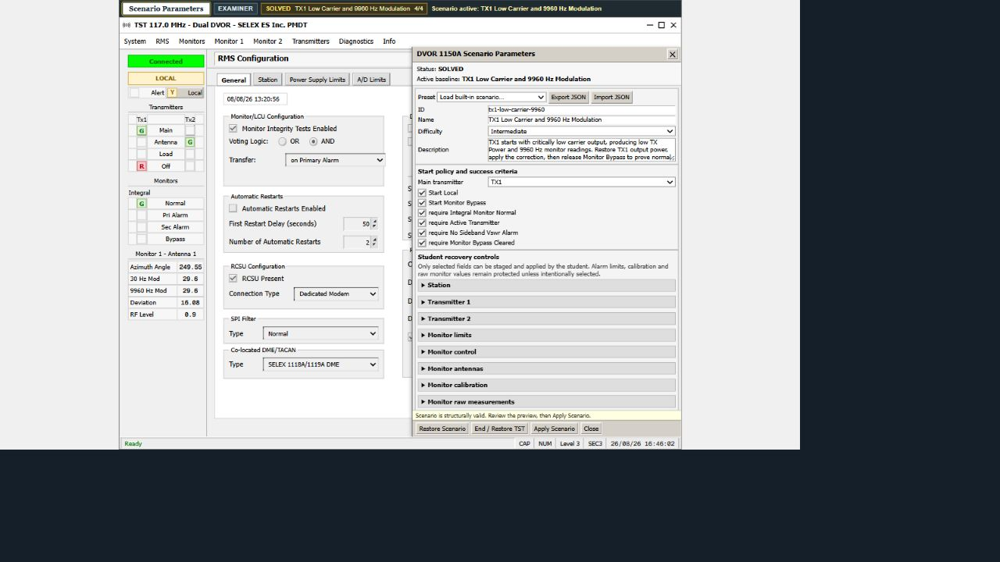 Scenario Parameters EXAMINER SOLVED TX1 Low Carrier and 9960 Hz Modulation 4/4 Scenario active: TX1 Low Carrier and 9960 Hz Modulation
TST 117.0 MHz - Dual DVOR - SELEX ES Inc. PMDT
System RMS Monitors Monitor 1 Monitor 2 Transmitters Diagnostics Info
Connected
LOCAL
Alert Y Local
Transmitters
Tx1 Tx2
G Main
Antenna G
Load
R Off
Monitors
Integral
G Normal
Pri Alarm
Sec Alarm
Bypass
Monitor 1 - Antenna 1
Azimuth Angle 249.55
30 Hz Mod 29.6
9960 Hz Mod 29.6
Deviation 16.08
RF Level 0.9
RMS Configuration
General Station Power Supply Limits A/D Limits
08/08/26 13:20:56
Monitor/LCU Configuration
Monitor Integrity Tests Enabled
Voting Logic: OR AND
Transfer: on Primary Alarm
Automatic Restarts
Automatic Restarts Enabled
First Restart Delay (seconds) 50
Number of Automatic Restarts 2
RCSU Configuration
RCSU Present
Connection Type Dedicated Modem
SPI Filter
Type Normal
Co-located DME/TACAN
Type SELEX 1118A/1119A DME
DVOR 1150A Scenario Parameters
Status: SOLVED
Active baseline: TX1 Low Carrier and 9960 Hz Modulation
Preset Load built-in scenario... Export JSON Import JSON
ID tx1-low-carrier-9960
Name TX1 Low Carrier and 9960 Hz Modulation
Difficulty Intermediate
Description TX1 starts with critically low carrier output, producing low TX
Power and 9960 Hz monitor readings. Restore TX1 output power,
apply the correction, then release Monitor Bypass to prove normal
Start policy and success criteria
Main transmitter TX1
Start Local
Start Monitor Bypass
require Integral Monitor Normal
require Active Transmitter
require No Sideband Vswr Alarm
require Monitor Bypass Cleared
Student recovery controls
Only selected fields can be staged and applied by the student. Alarm limits, calibration and
raw monitor values remain protected unless intentionally selected.
Station
Transmitter 1
Transmitter 2
Monitor limits
Monitor control
Monitor antennas
Monitor calibration
Monitor raw measurements
Scenario is structurally valid. Review the preview, then Apply Scenario.
Restore Scenario End / Restore TST Apply Scenario Close
Ready CAP NUM Level 3 SEC3 26/08/26 16:46:02